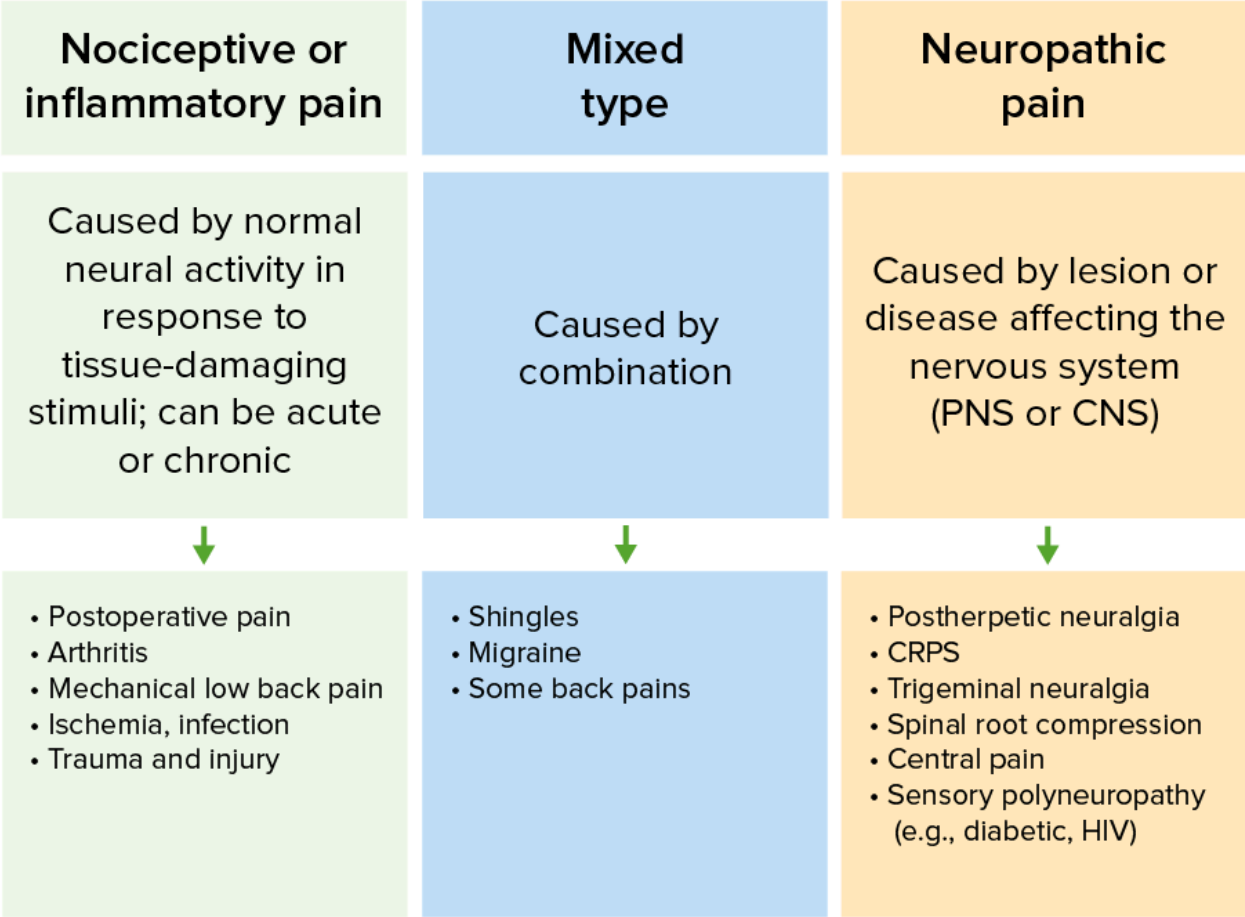 Nociceptive or
inflammatory pain
Mixed
type
Neuropathic
pain
Caused by normal
neural activity in
response to
tissue-damaging
stimuli; can be acute
or chronic
Caused by
combination
Caused by lesion or
disease affecting the
nervous system
(PNS or CNS)
• Postoperative pain
• Arthritis
• Mechanical low back pain
• Ischemia, infection
• Trauma and injury
• Shingles
• Migraine
• Some back pains
• Postherpetic neuralgia
• CRPS
• Trigeminal neuralgia
• Spinal root compression
• Central pain
• Sensory polyneuropathy
(e.g., diabetic, HIV)